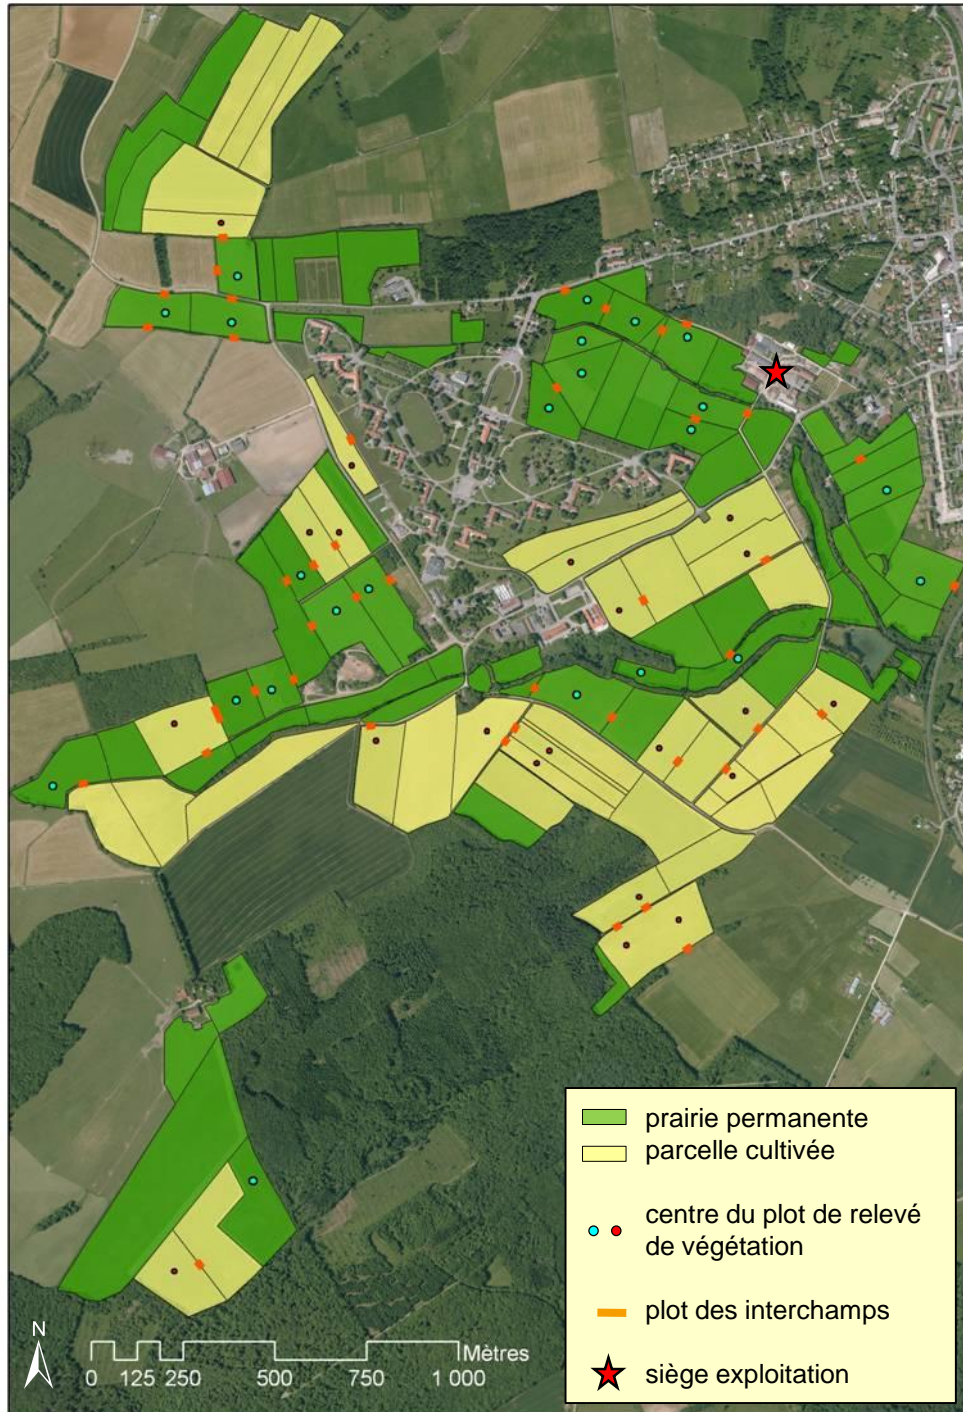 prairie permanente
parcelle cultivée
centre du plot de relevé
de végétation
plot des interchamps
siège exploitation
N
Mètres
0 125 250 500 750 1 000